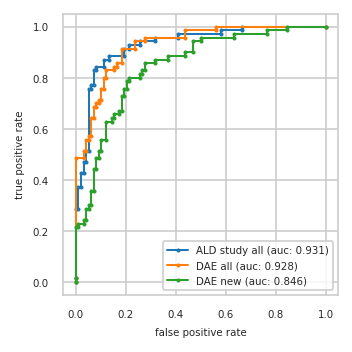 1.0
0.8
0.6
0.4
0.2
0.0
true positive rate
ALD study all (auc: 0.931)
DAE all (auc: 0.928)
DAE new (auc: 0.846)
0.0 0.2 0.4 0.6 0.8 1.0
false positive rate